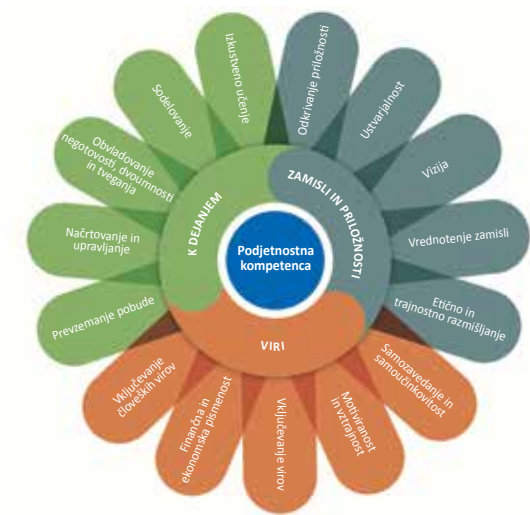 Podjetnostna
kompetenca
ZAMISLI IN PRILOŽNOSTI
Odkrivanje priložnosti
Ustvarjalnost
Vizija
Vrednotenje zamisli
Etično in
trajnostno razmišljanje
VIRI
Samozavedanje in
samoučinkovitost
Motiviranost
in vztrajnost
Vključevanje virov
Finančna in
ekonomska pismenost
Vključevanje
človeških virov
K DEJANJEM
Prevzemanje pobude
Načrtovanje in
upravljanje
Obvladovanje
negotovosti, dvoumnosti
in tveganja
Sodelovanje
Izkustveno učenje